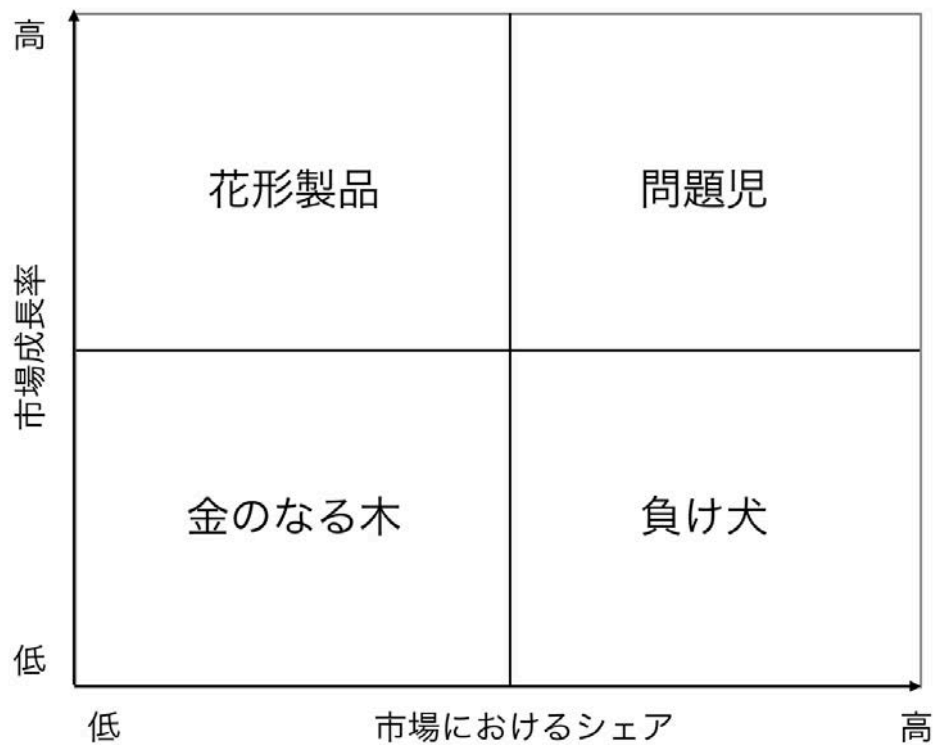 高
花形製品
問題児
市場成長率
金のなる木
負け犬
低
低
市場におけるシェア
高